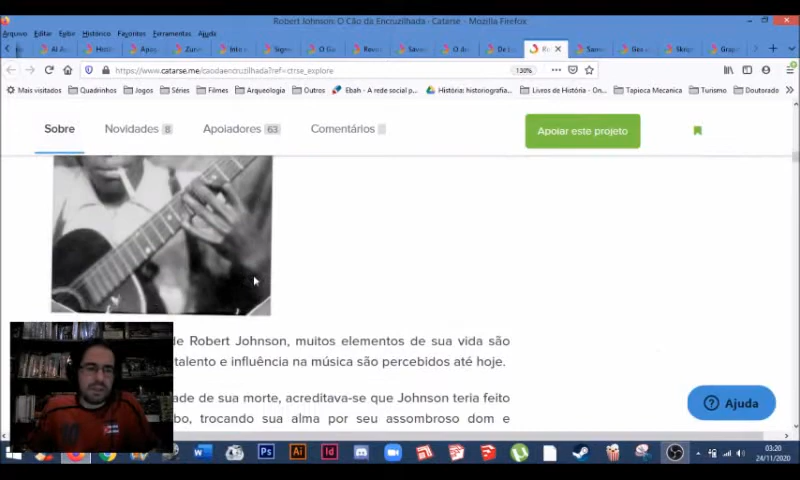 Robert Johnson: O Cão da Encruzilhada - Catarse - Mozilla Firefox
Arquivo Editar Exibir Histórico Favoritos Ferramentas Ajuda
https://www.catarse.me/caodaencruzilhada?ref=ctrse_explore
130%
Mais visitados Quadrinhos Jogos Séries Filmes Arqueologia Outros Ebah - A rede social p... História: historiografia... Livros de História - On... Tapioca Mecanica Turismo Doutorado
Sobre Novidades 8 Apoiadores 63 Comentários Apoiar este projeto
de Robert Johnson, muitos elementos de sua vida são
talento e influência na música são percebidos até hoje.
ade de sua morte, acreditava-se que Johnson teria feito
bo, trocando sua alma por seu assombroso dom e
Ajuda
03:20
24/11/2020